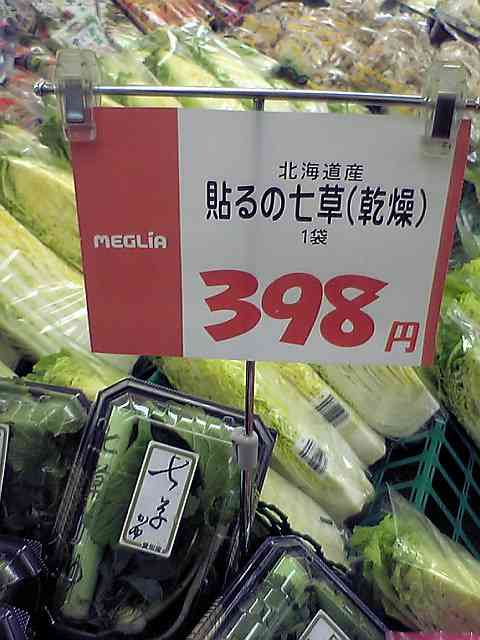 北海道産
貼るの七草(乾燥)
1袋
MEGLiA
398円
七草